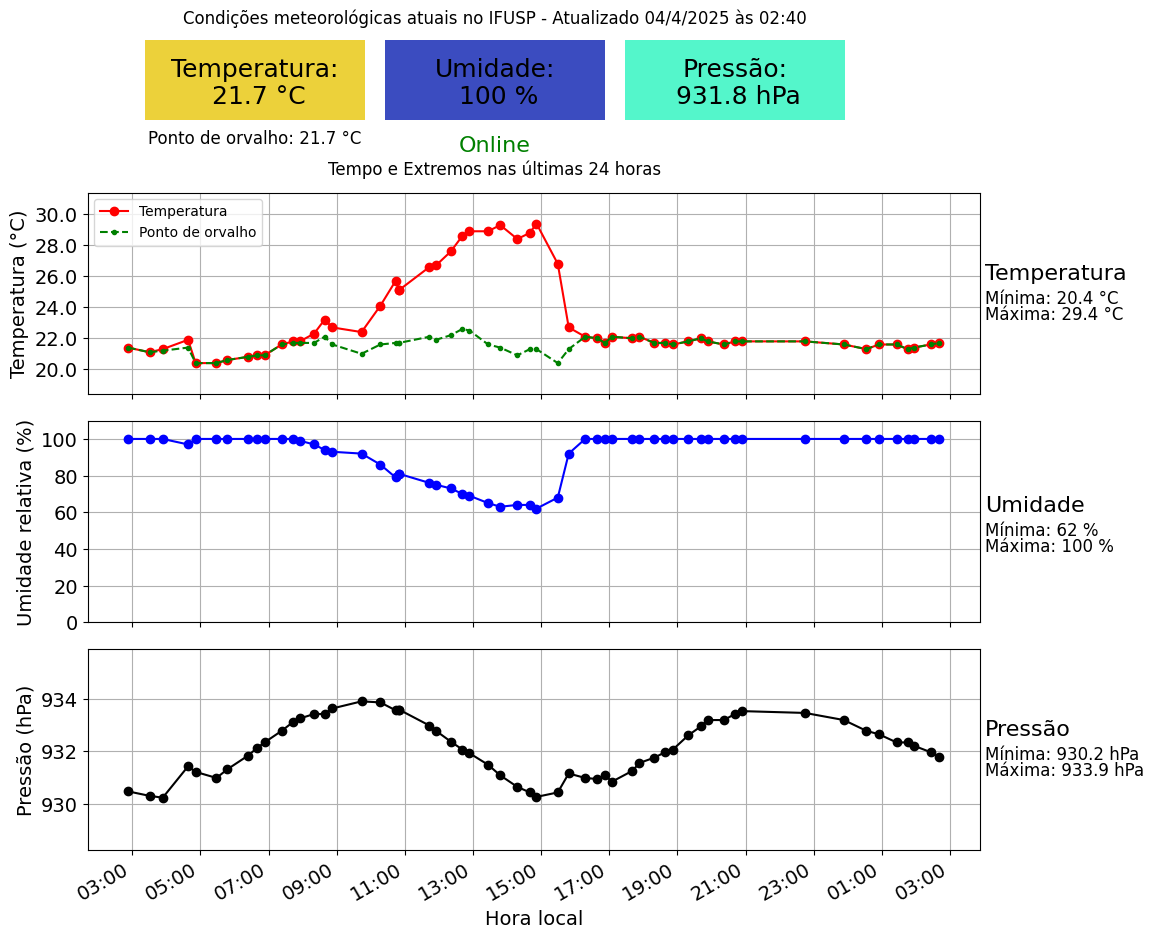 Condições meteorológicas atuais no IFUSP - Atualizado 04/4/2025 às 02:40
Temperatura:
21.7 °C
Umidade:
100 %
Pressão:
931.8 hPa
Ponto de orvalho: 21.7 °C
Online
Tempo e Extremos nas últimas 24 horas
Temperatura (°C)
30.0
28.0
26.0
24.0
22.0
20.0
Temperatura
Ponto de orvalho
Temperatura
Mínima: 20.4 °C
Máxima: 29.4 °C
Umidade relativa (%)
100
80
60
40
20
0
Umidade
Mínima: 62 %
Máxima: 100 %
Pressão (hPa)
934
932
930
Pressão
Mínima: 930.2 hPa
Máxima: 933.9 hPa
03:00
05:00
07:00
09:00
11:00
13:00
15:00
17:00
19:00
21:00
23:00
01:00
03:00
Hora local